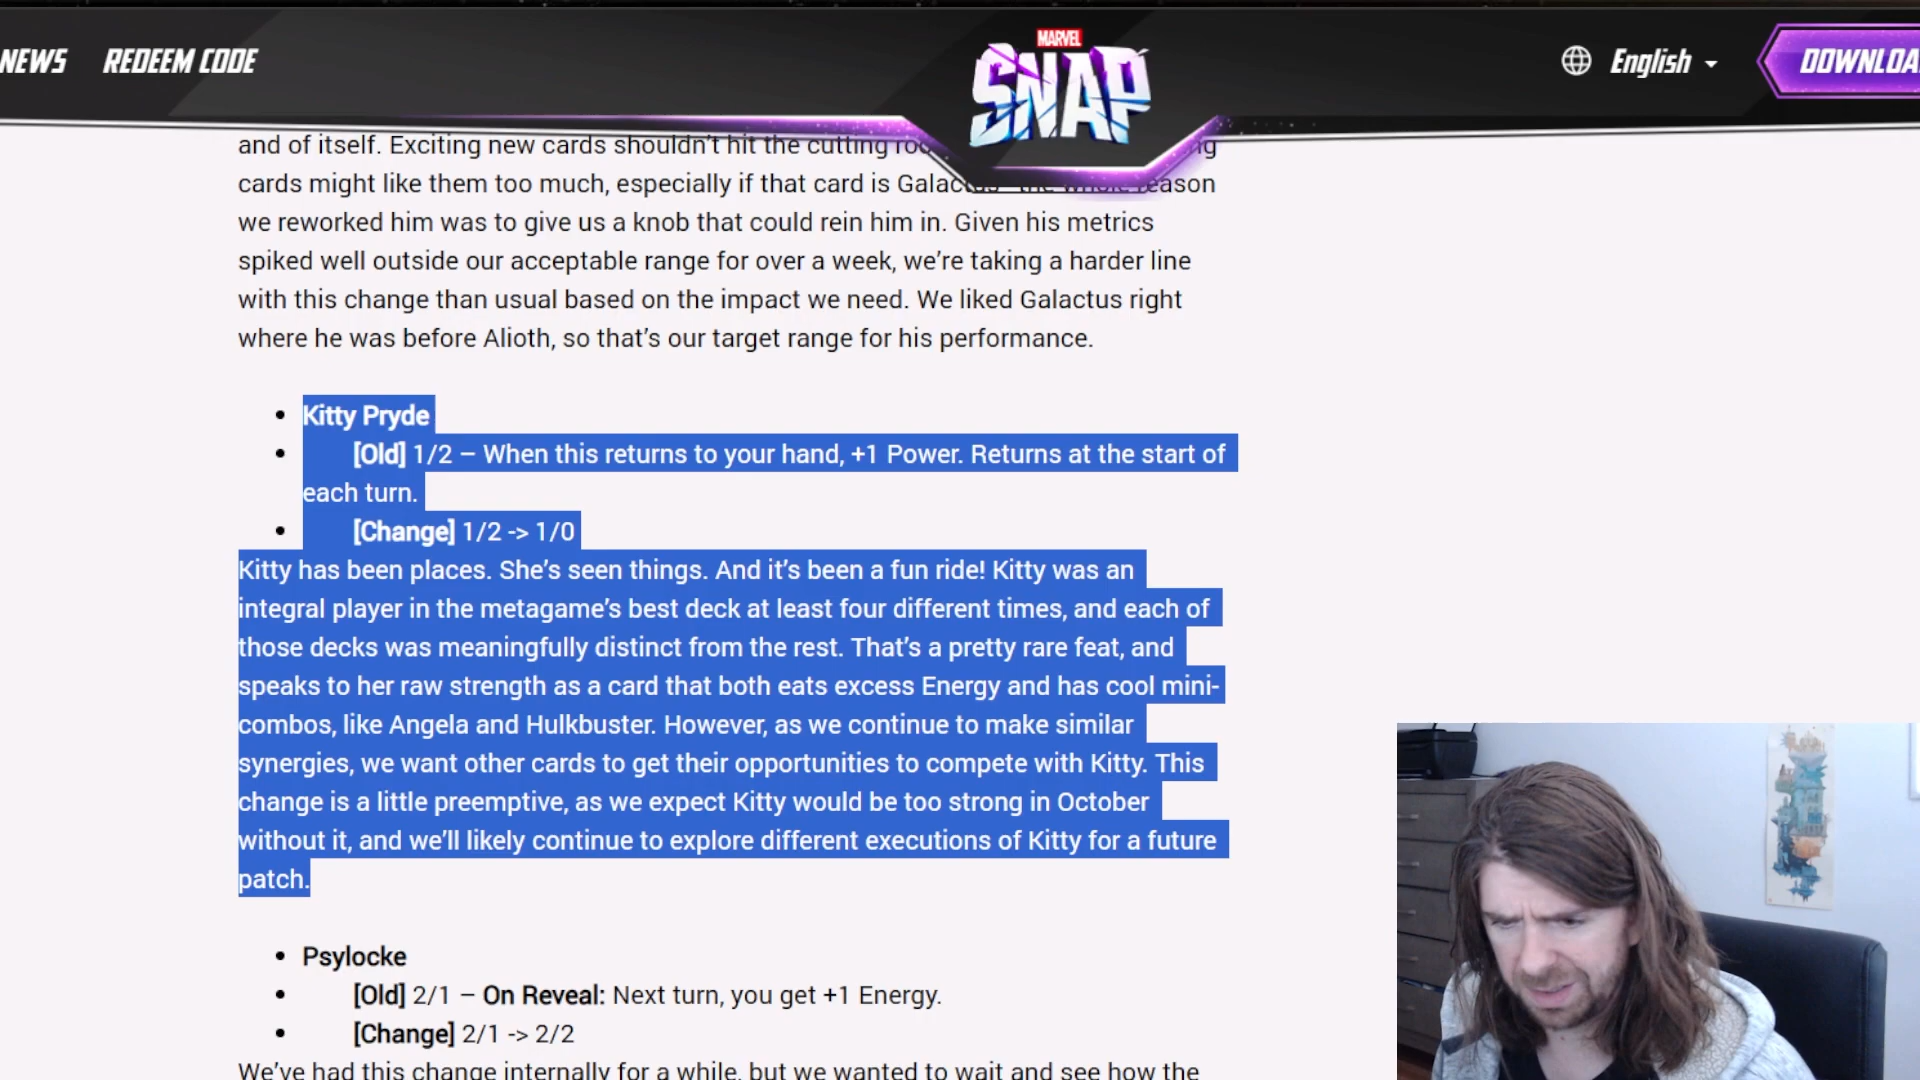 NEWS
REDEEM CODE
MARVEL
SNAP
English
and of itself. Exciting new cards shouldn't hit the cutting
cards might like them too much, especially if that card is reason
we reworked him was to give us a knob that could rein him in. Given his metrics
spiked well outside our acceptable range for over a week, we're taking a harder line
with this change than usual based on the impact we need. We liked Galactus right
where he was before Alioth, so that's our target range for his performance.
• Kitty Pryde
• [Old] 1/2 – When this returns to your hand, +1 Power. Returns at the start of
each turn.
• [Change] 1/2 -> 1/0
Kitty has been places. She's seen things. And it's been a fun ride! Kitty was an
integral player in the metagame's best deck at least four different times, and each of
those decks was meaningfully distinct from the rest. That's a pretty rare feat, and
speaks to her raw strength as a card that both eats excess Energy and has cool mini-
combos, like Angela and Hulkbuster. However, as we continue to make similar
synergies, we want other cards to get their opportunities to compete with Kitty. This
change is a little preemptive, as we expect Kitty would be too strong in October
without it, and we'll likely continue to explore different executions of Kitty for a future
patch.
• Psylocke
• [Old] 2/1 – On Reveal: Next turn, you get +1 Energy.
• [Change] 2/1 -> 2/2
We've had this change internally for a while, but we wanted to wait and see how the